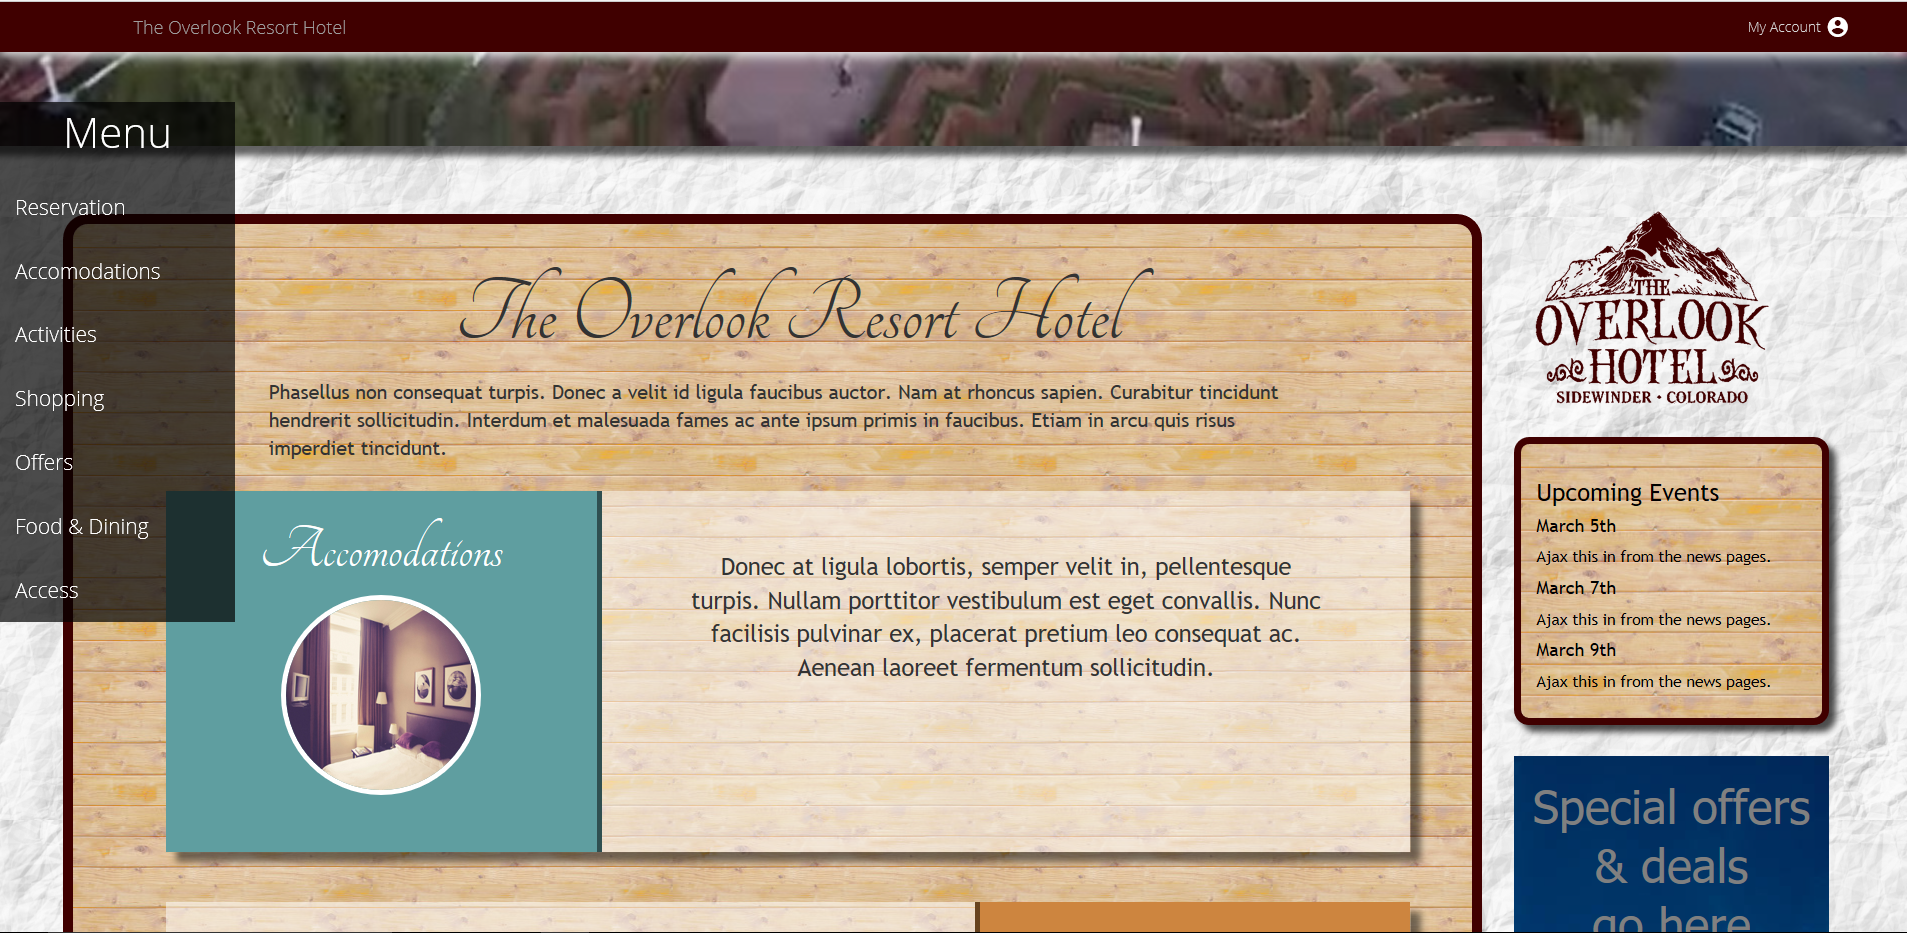 The Overlook Resort Hotel
My Account
Menu
Reservation
Accomodations
Activities
Shopping
Offers
Food & Dining
Access
The Overlook Resort Hotel
Phasellus non consequat turpis. Donec a velit id ligula faucibus auctor. Nam at rhoncus sapien. Curabitur tincidunt
hendrerit sollicitudin. Interdum et malesuada fames ac ante ipsum primis in faucibus. Etiam in arcu quis risus
imperdiet tincidunt.
Accomodations
Donec at ligula lobortis, semper velit in, pellentesque
turpis. Nullam porttitor vestibulum est eget convallis. Nunc
facilisis pulvinar ex, placerat pretium leo consequat ac.
Aenean laoreet fermentum sollicitudin.
THE
OVERLOOK
HOTEL
SIDEWINDER • COLORADO
Upcoming Events
March 5th
Ajax this in from the news pages.
March 7th
Ajax this in from the news pages.
March 9th
Ajax this in from the news pages.
Special offers
& deals
go here